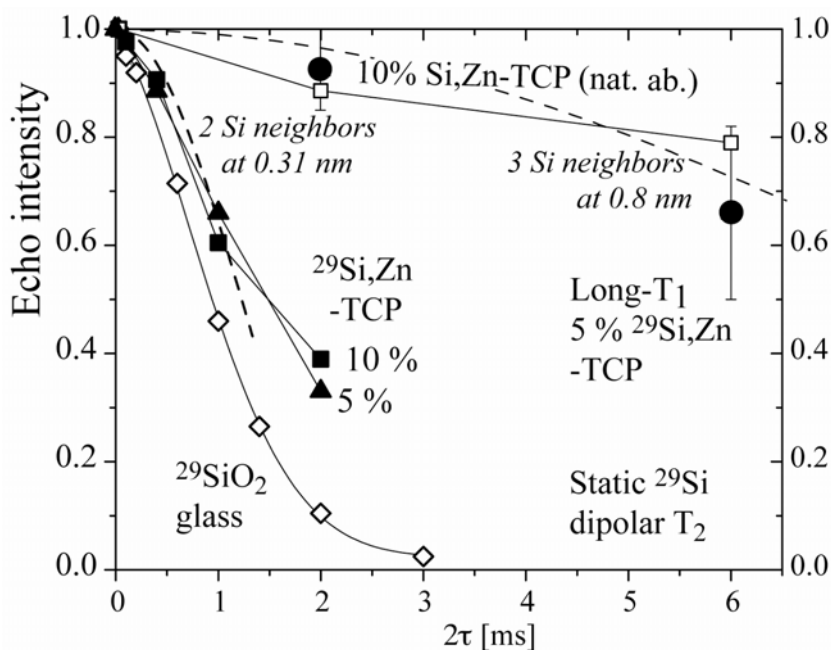 1.0
0.8
0.6
0.4
0.2
0.0
Echo intensity
10% Si,Zn-TCP (nat. ab.)
2 Si neighbors
at 0.31 nm
3 Si neighbors
at 0.8 nm
²⁹Si,Zn
-TCP
10 %
5 %
Long-T₁
5 % ²⁹Si,Zn
-TCP
²⁹SiO₂
glass
Static ²⁹Si
dipolar T₂
1.0
0.8
0.6
0.4
0.2
0.0
0 1 2 3 4 5 6
2τ [ms]